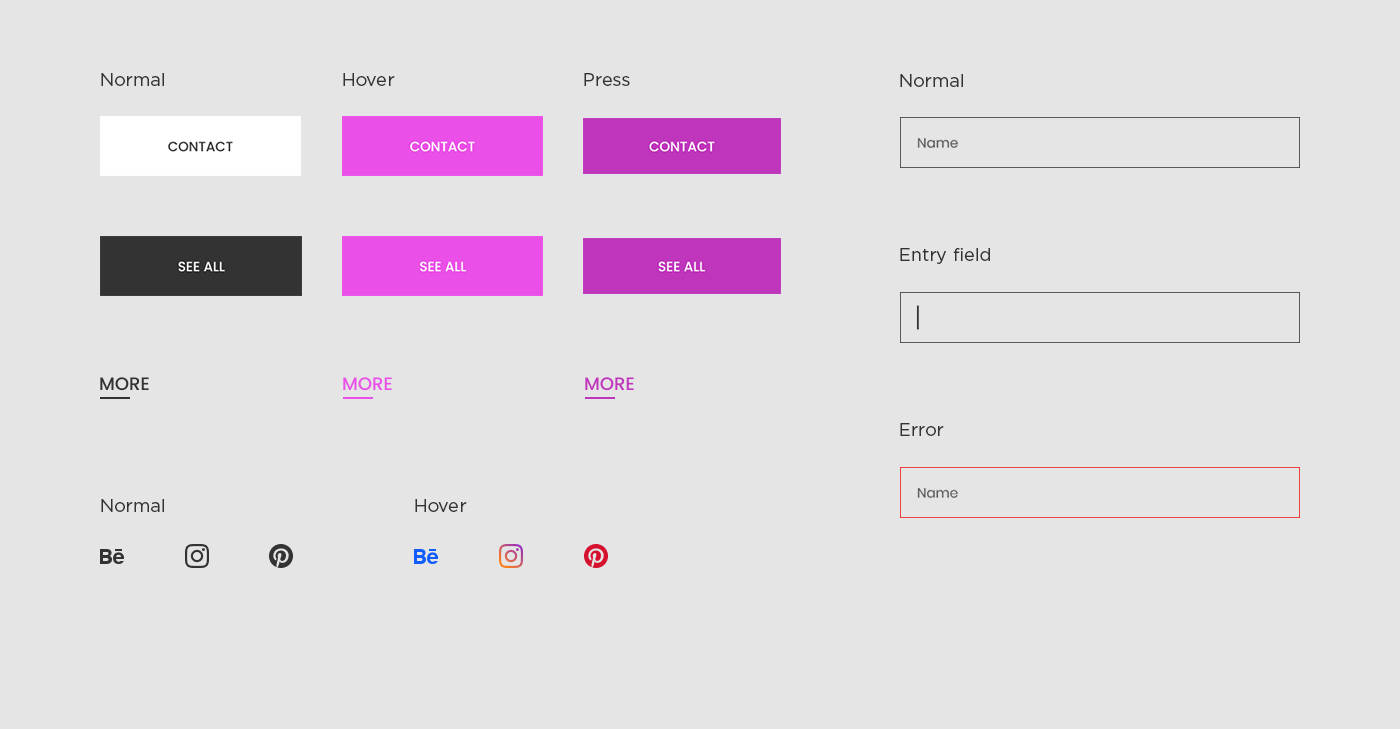 Normal
Hover
Press
CONTACT
CONTACT
CONTACT
SEE ALL
SEE ALL
SEE ALL
MORE
MORE
MORE
Normal
Hover
Bē
Bē
Normal
Name
Entry field
Error
Name